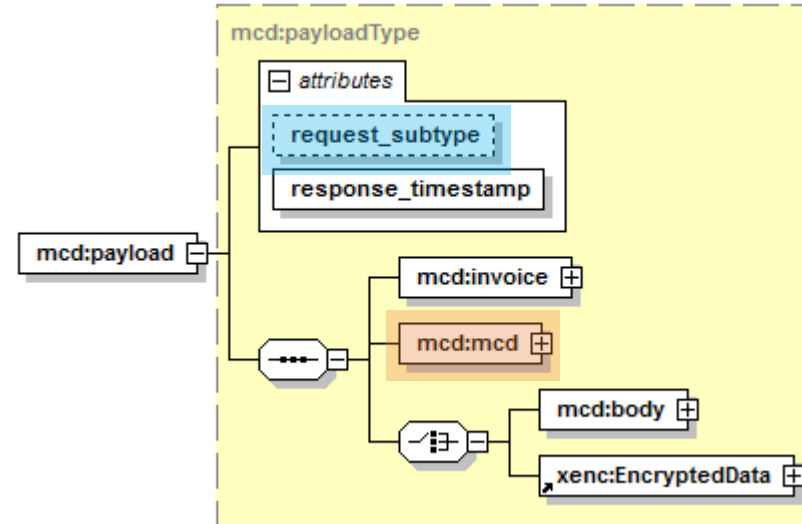 mcd:payloadType
attributes
request_subtype
response_timestamp
mcd:payload
mcd:invoice
mcd:mcd
mcd:body
xenc:EncryptedData